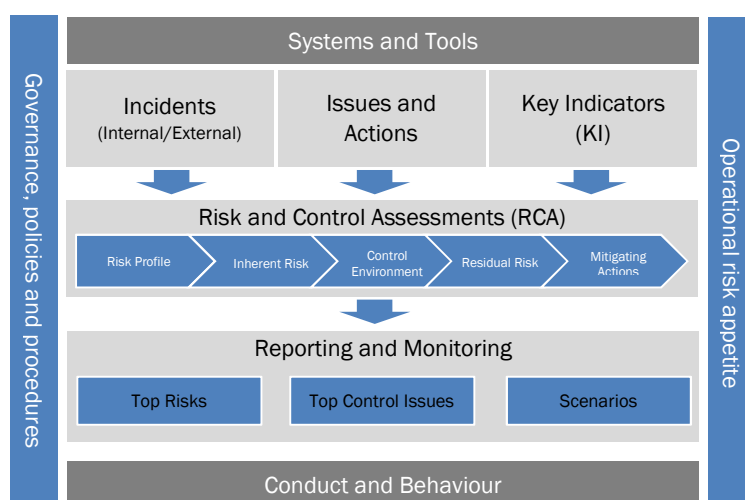 Governance, policies and procedures
Systems and Tools
Incidents
(Internal/External)
Issues and
Actions
Key Indicators
(KI)
Risk and Control Assessments (RCA)
Risk Profile
Inherent Risk
Control
Environment
Residual Risk
Mitigating
Actions
Reporting and Monitoring
Top Risks
Top Control Issues
Scenarios
Conduct and Behaviour
Operational risk appetite